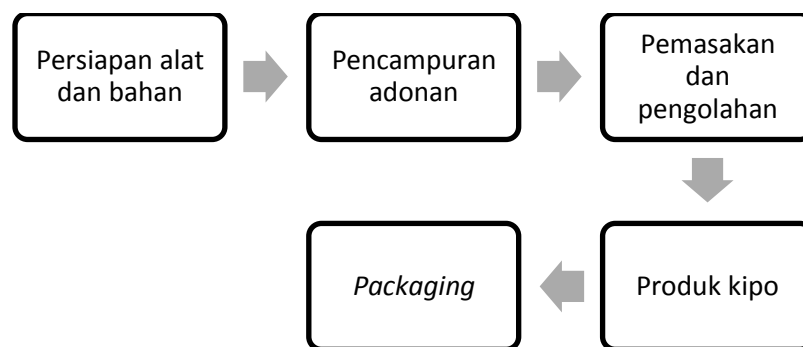 Persiapan alat
dan bahan
Pencampuran
adonan
Pemasakan
dan
pengolahan
Produk kipo
Packaging